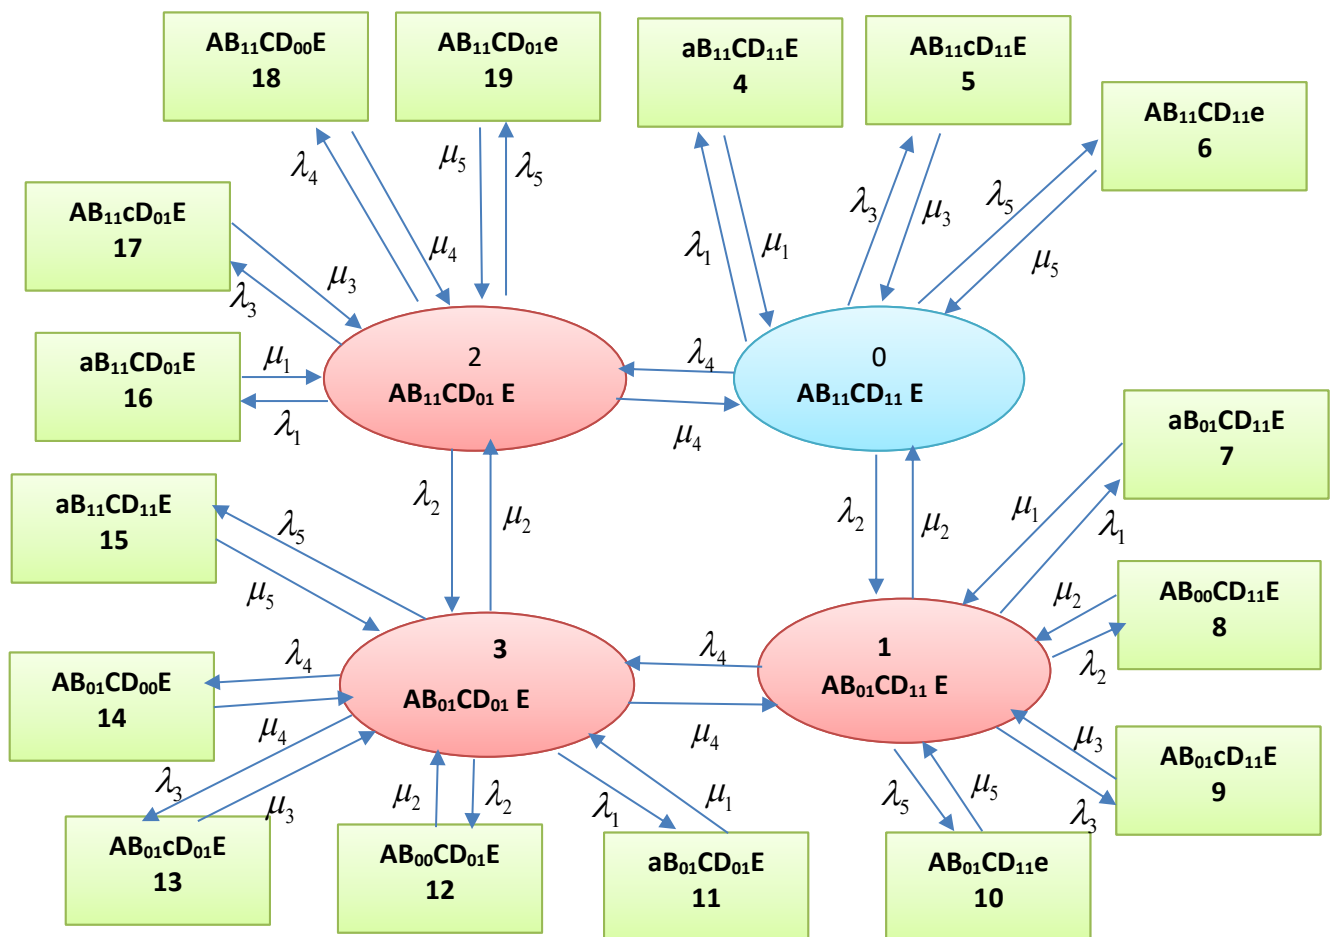 AB₁₁CD₀₀E
18
AB₁₁CD₀₁e
19
aB₁₁CD₁₁E
4
AB₁₁cD₁₁E
5
AB₁₁CD₁₁e
6
λ₄
μ₅
λ₅
μ₄
λ₁
μ₁
λ₃
μ₃
λ₅
μ₅
AB₁₁cD₀₁E
17
μ₃
λ₃
aB₁₁CD₀₁E
16
μ₁
λ₁
2
AB₁₁CD₀₁ E
λ₄
μ₄
0
AB₁₁CD₁₁ E
aB₀₁CD₁₁E
7
μ₁
λ₁
λ₂
μ₂
λ₂
μ₂
aB₁₁CD₁₁E
15
λ₅
μ₅
AB₀₀CD₁₁E
8
μ₂
λ₂
3
AB₀₁CD₀₁ E
λ₄
μ₄
1
AB₀₁CD₁₁ E
AB₀₁CD₀₀E
14
λ₄
μ₄
AB₀₁cD₁₁E
9
μ₃
λ₃
λ₃
μ₃
μ₂
λ₂
λ₁
μ₁
λ₅
μ₅
AB₀₁cD₀₁E
13
AB₀₀CD₀₁E
12
aB₀₁CD₀₁E
11
AB₀₁CD₁₁e
10